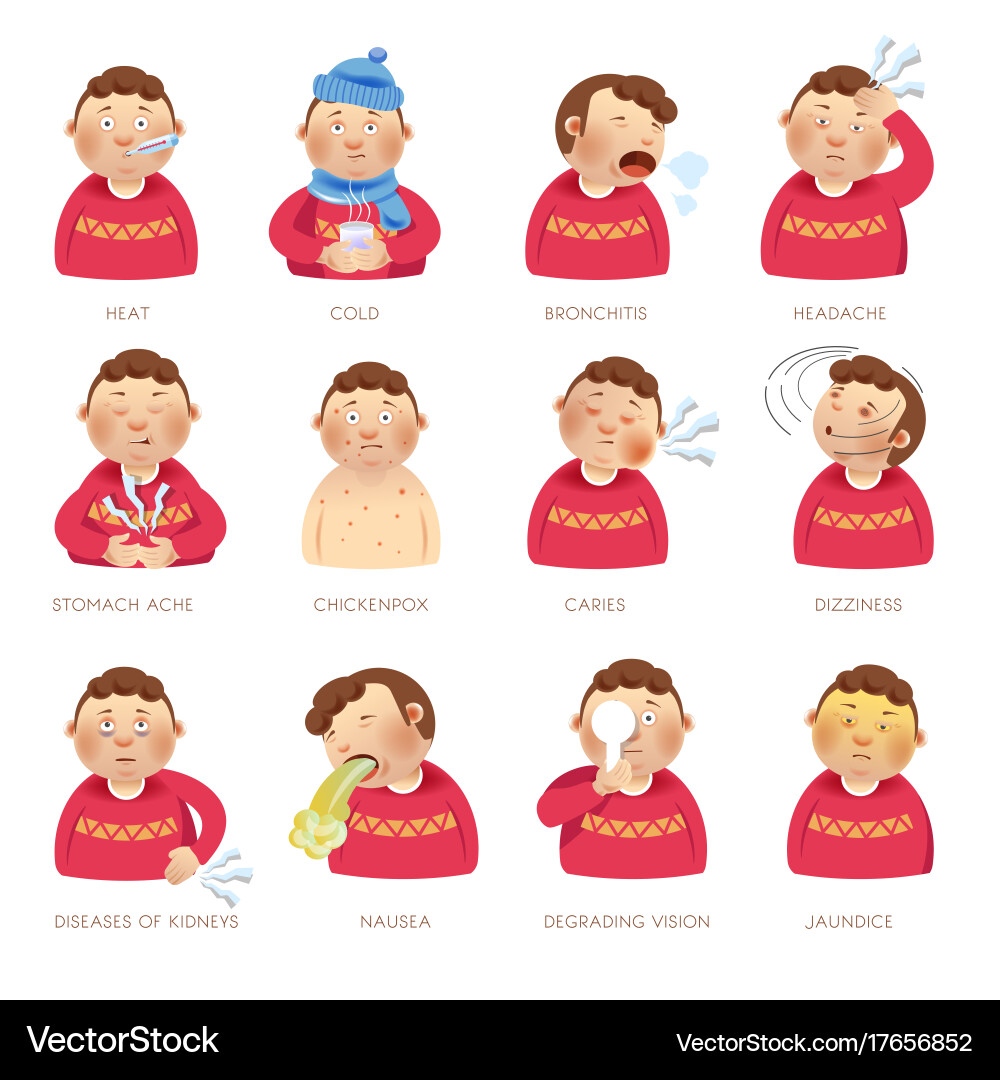 HEAT
COLD
BRONCHITIS
HEADACHE
STOMACH ACHE
CHICKENPOX
CARIES
DIZZINESS
DISEASES OF KIDNEYS
NAUSEA
DEGRADING VISION
JAUNDICE
VectorStock®
VectorStock.com/17656852